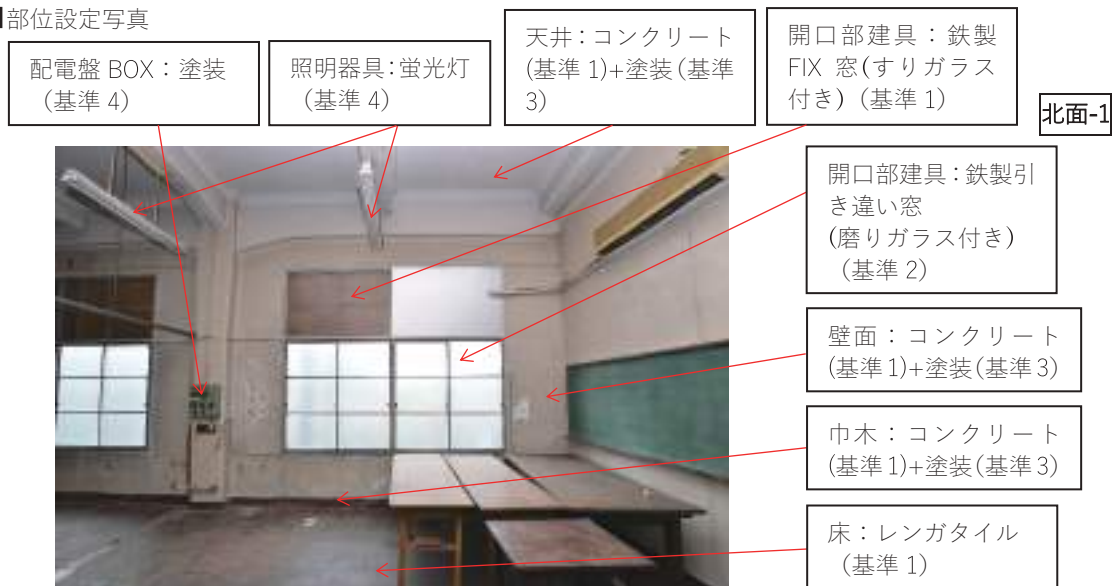 部位設定写真
配電盤 BOX：塗装
（基準 4）
照明器具：蛍光灯
（基準 4）
天井：コンクリート
(基準 1)+塗装(基準
3)
開口部建具：鉄製
FIX 窓(すりガラス
付き)（基準 1）
北面-1
開口部建具：鉄製引
き違い窓
(磨りガラス付き)
（基準 2）
壁面：コンクリート
(基準 1)+塗装(基準 3)
巾木：コンクリート
(基準 1)+塗装(基準 3)
床：レンガタイル
（基準 1）